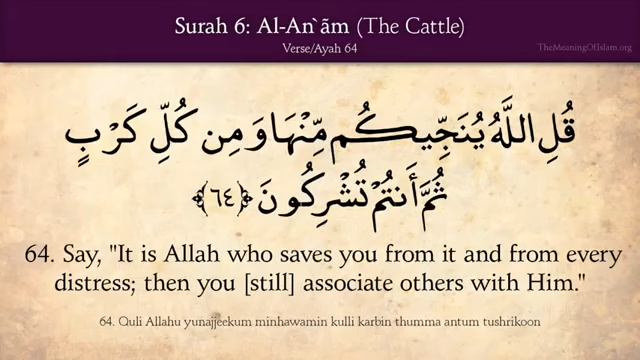 Surah 6: Al-An`ãm (The Cattle)
Verse/Ayah 64
TheMeaningOfIslam.org
قُلِ اللَّهُ يُنَجِّيكُم مِّنْهَا وَمِن كُلِّ كَرْبٍ
ثُمَّ أَنتُمْ تُشْرِكُونَ ﴿٦٤﴾
64. Say, "It is Allah who saves you from it and from every
distress; then you [still] associate others with Him."
64. Quli Allahu yunajjeekum minhawamin kulli karbin thumma antum tushrikoon